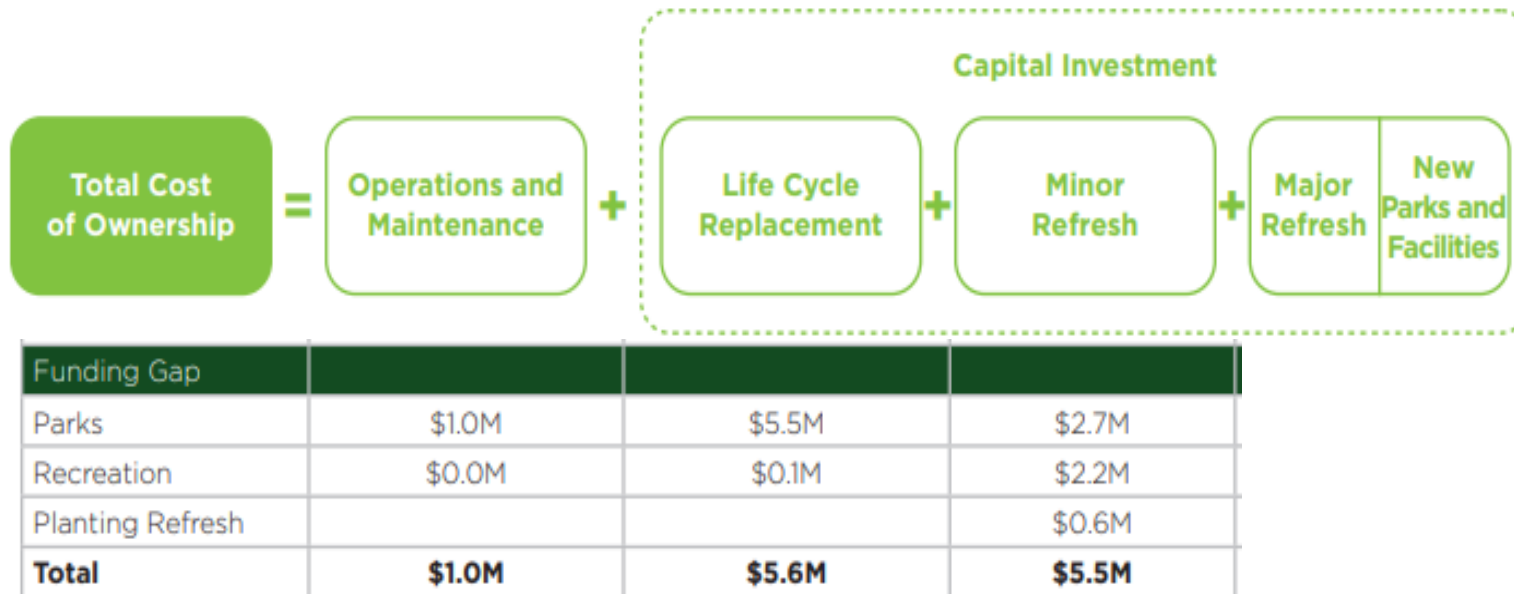 Capital Investment
Total Cost
of Ownership
=
Operations and
Maintenance
+
Life Cycle
Replacement
+
Minor
Refresh
+
Major
Refresh
New
Parks and
Facilities
Funding Gap
Parks $1.0M $5.5M $2.7M
Recreation $0.0M $0.1M $2.2M
Planting Refresh $0.6M
Total $1.0M $5.6M $5.5M